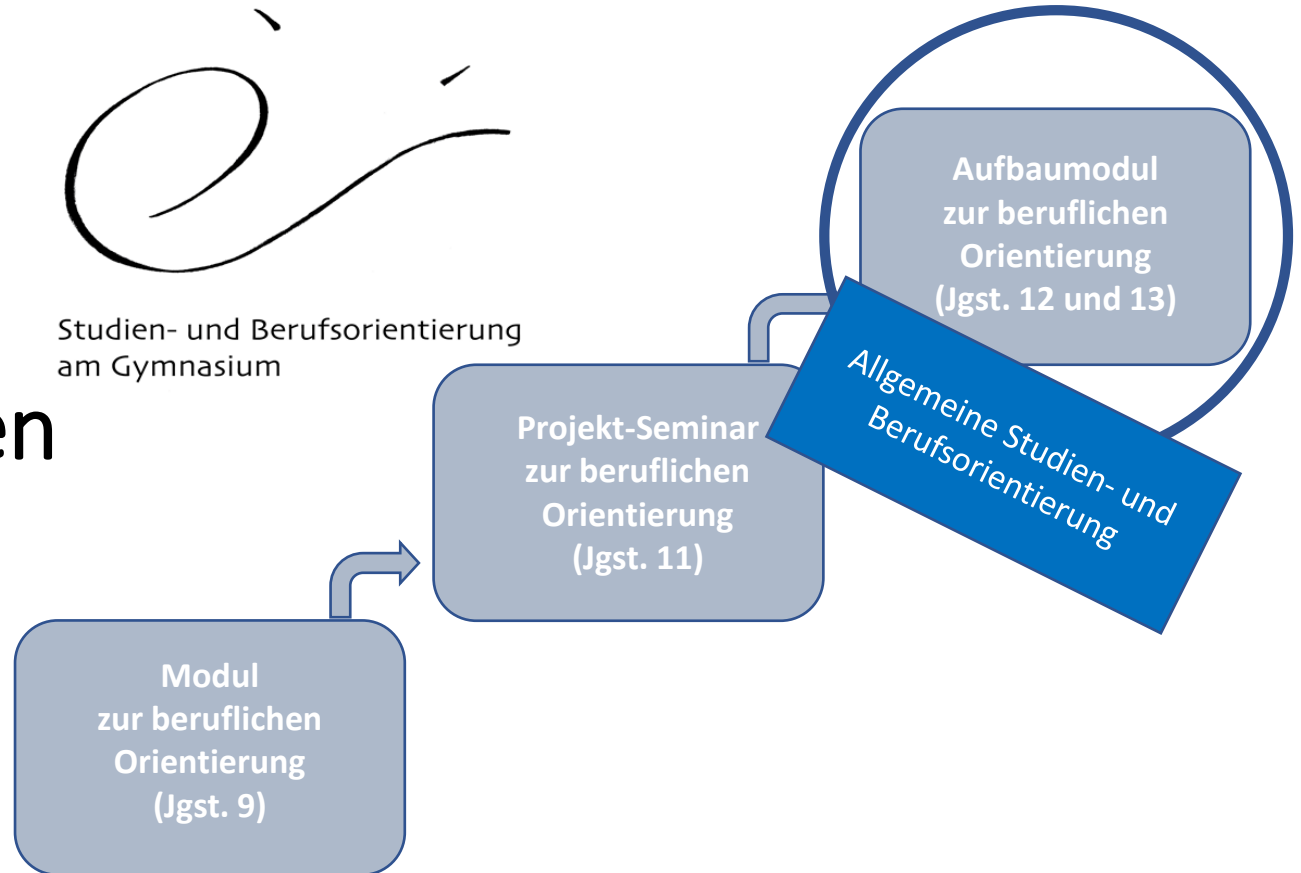 Studien- und Berufsorientierung
am Gymnasium
en
Aufbaumodul
zur beruflichen
Orientierung
(Jgst. 12 und 13)
Allgemeine Studien- und
Berufsorientierung
Projekt-Seminar
zur beruflichen
Orientierung
(Jgst. 11)
Modul
zur beruflichen
Orientierung
(Jgst. 9)